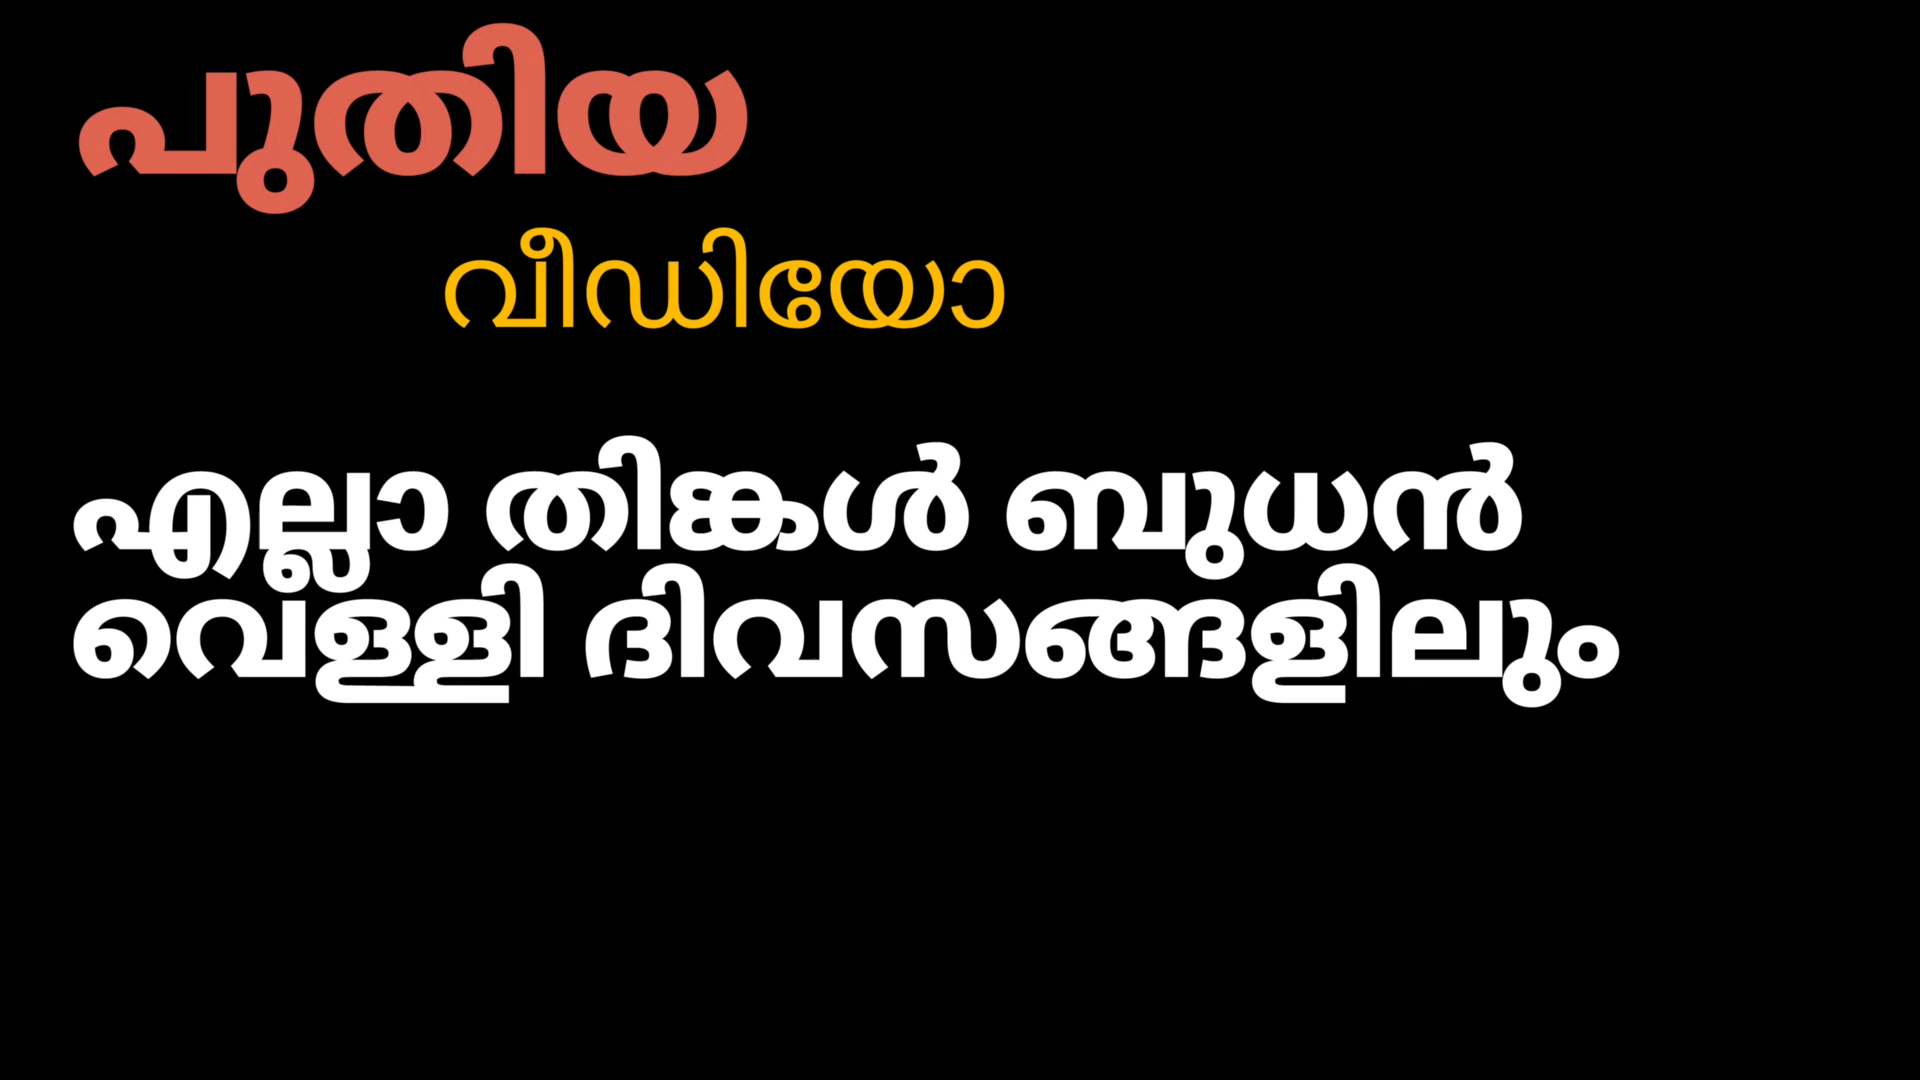 പുതിയ
വീഡിയോ
എല്ലാ തിങ്കൾ ബുധൻ
വെള്ളി ദിവസങ്ങളിലും